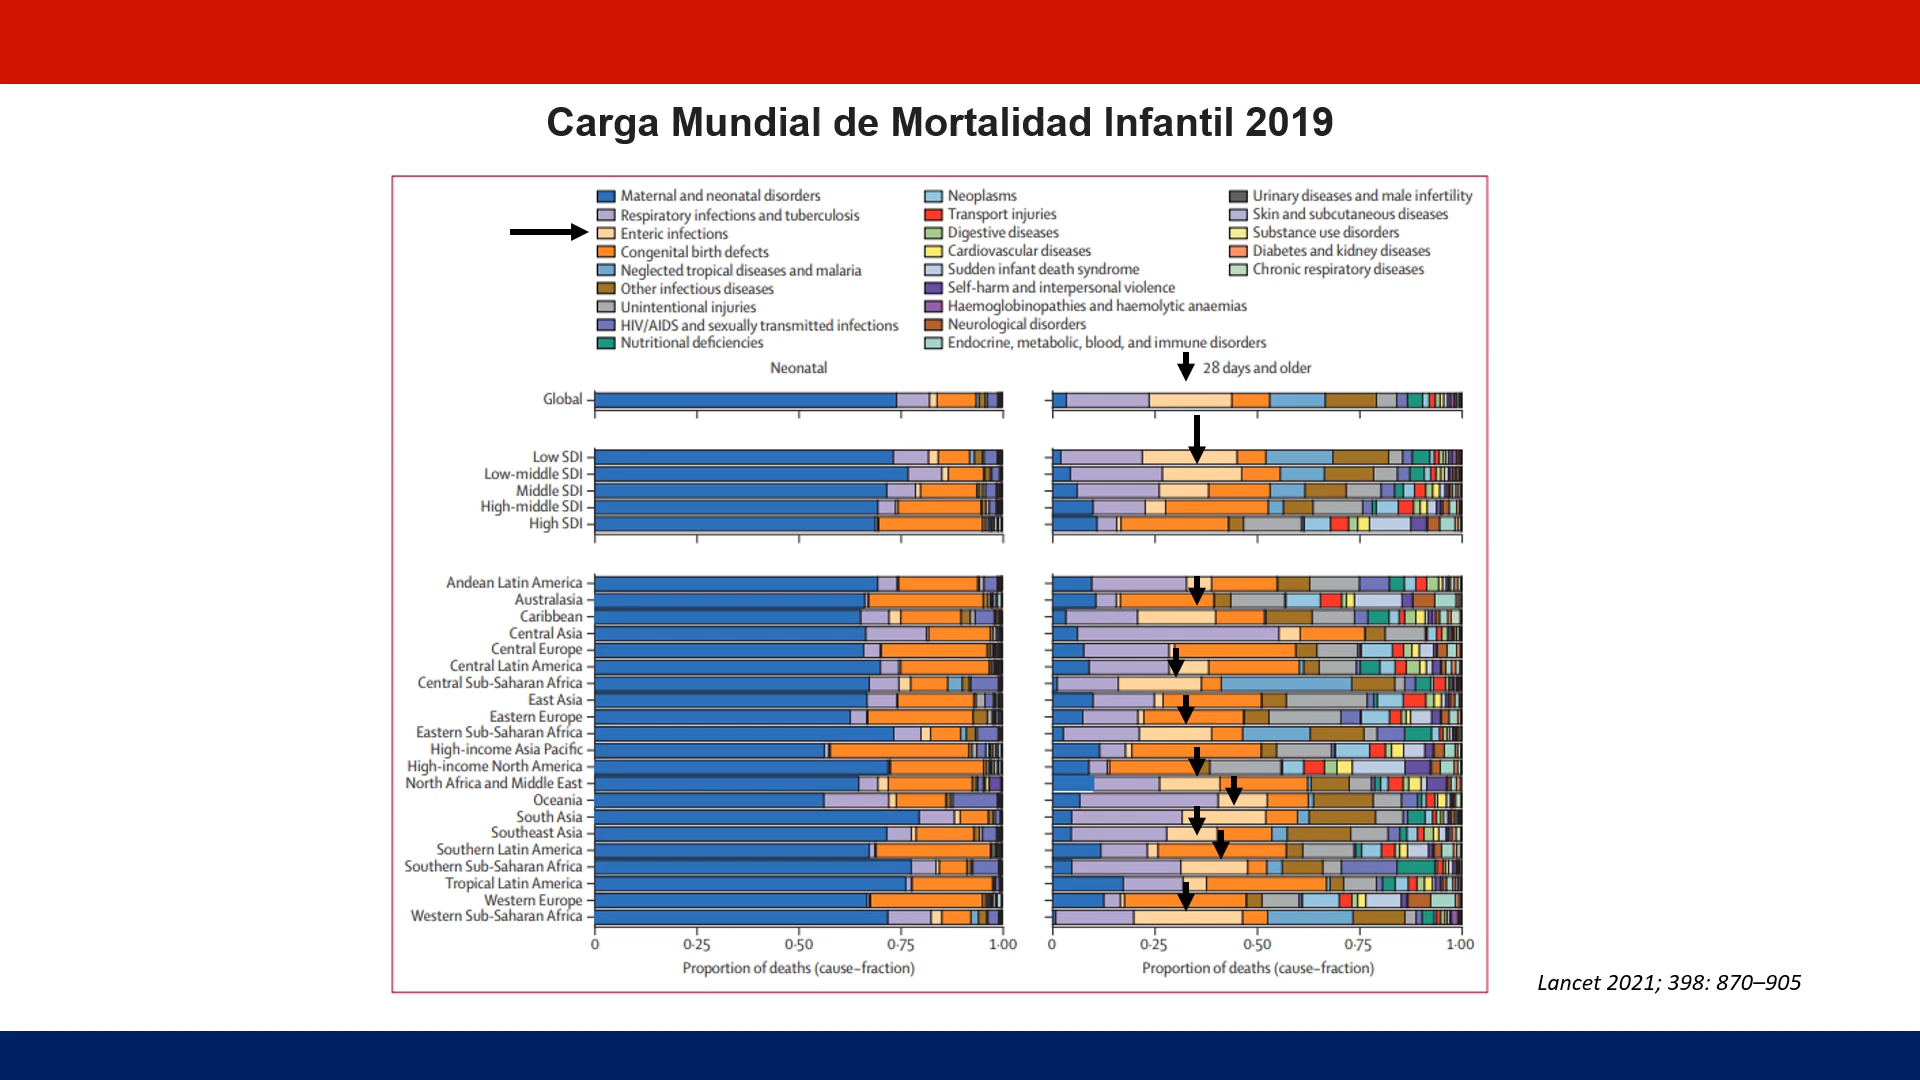 Carga Mundial de Mortalidad Infantil 2019
Maternal and neonatal disorders
Respiratory infections and tuberculosis
Enteric infections
Congenital birth defects
Neglected tropical diseases and malaria
Other infectious diseases
Unintentional injuries
HIV/AIDS and sexually transmitted infections
Nutritional deficiencies
Neoplasms
Transport injuries
Digestive diseases
Cardiovascular diseases
Sudden infant death syndrome
Self-harm and interpersonal violence
Haemoglobinopathies and haemolytic anaemias
Neurological disorders
Endocrine, metabolic, blood, and immune disorders
Urinary diseases and male infertility
Skin and subcutaneous diseases
Substance use disorders
Diabetes and kidney diseases
Chronic respiratory diseases
Neonatal
28 days and older
Global
Low SDI
Low-middle SDI
Middle SDI
High-middle SDI
High SDI
Andean Latin America
Australasia
Caribbean
Central Asia
Central Europe
Central Latin America
Central Sub-Saharan Africa
East Asia
Eastern Europe
Eastern Sub-Saharan Africa
High-income Asia Pacific
High-income North America
North Africa and Middle East
Oceania
South Asia
Southeast Asia
Southern Latin America
Southern Sub-Saharan Africa
Tropical Latin America
Western Europe
Western Sub-Saharan Africa
0 0·25 0·50 0·75 1·00
Proportion of deaths (cause–fraction)
0 0·25 0·50 0·75 1·00
Proportion of deaths (cause–fraction)
Lancet 2021; 398: 870–905